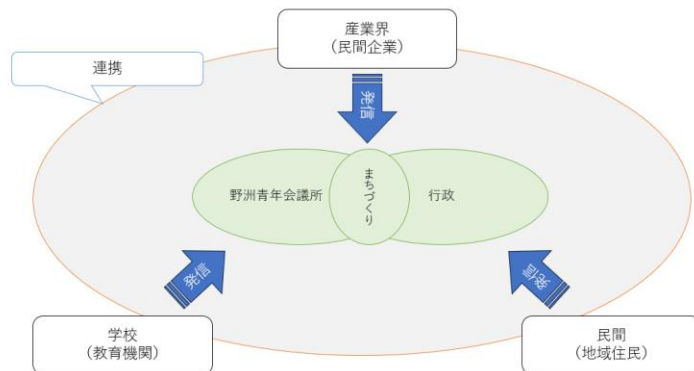 産業界
（民間企業）
連携
発信
野洲青年会議所
まちづくり
行政
発信
発信
学校
（教育機関）
民間
（地域住民）